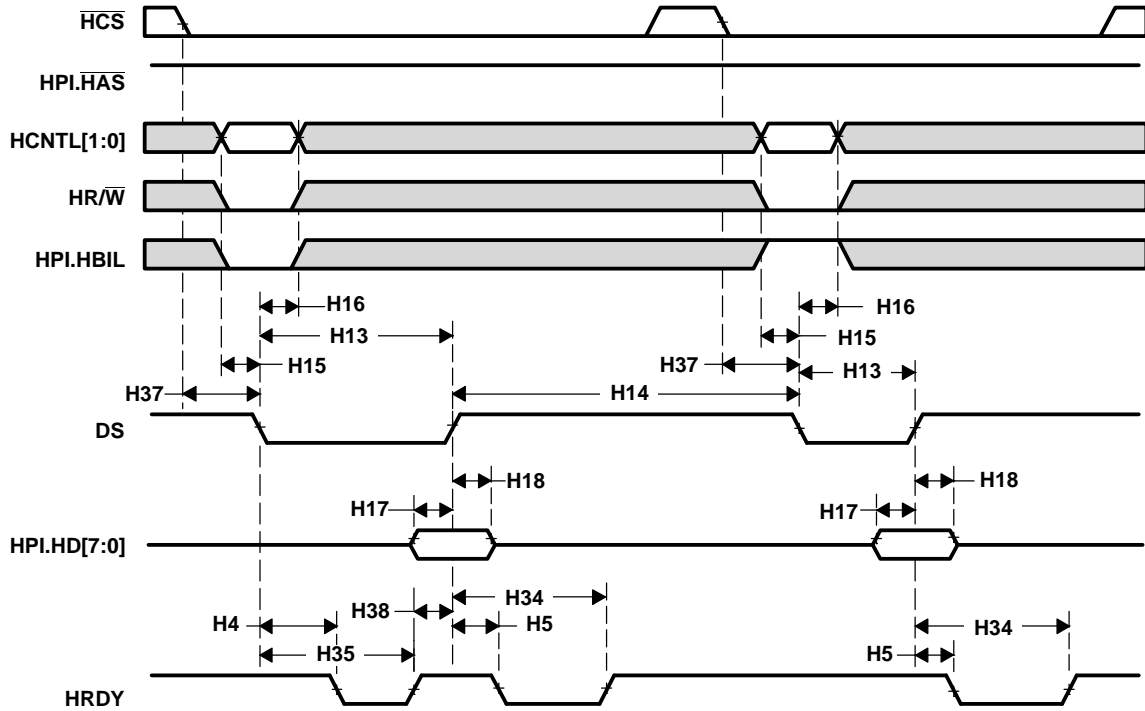 HCS
HPI.HAS
HCNTL[1:0]
HR/W
HPI.HBIL
H16 H16
H13 H15
H15 H37 H13
H37 H14
DS
H18 H18
H17 H17
HPI.HD[7:0]
H38 H34
H4 H5 H34
H35 H5
HRDY